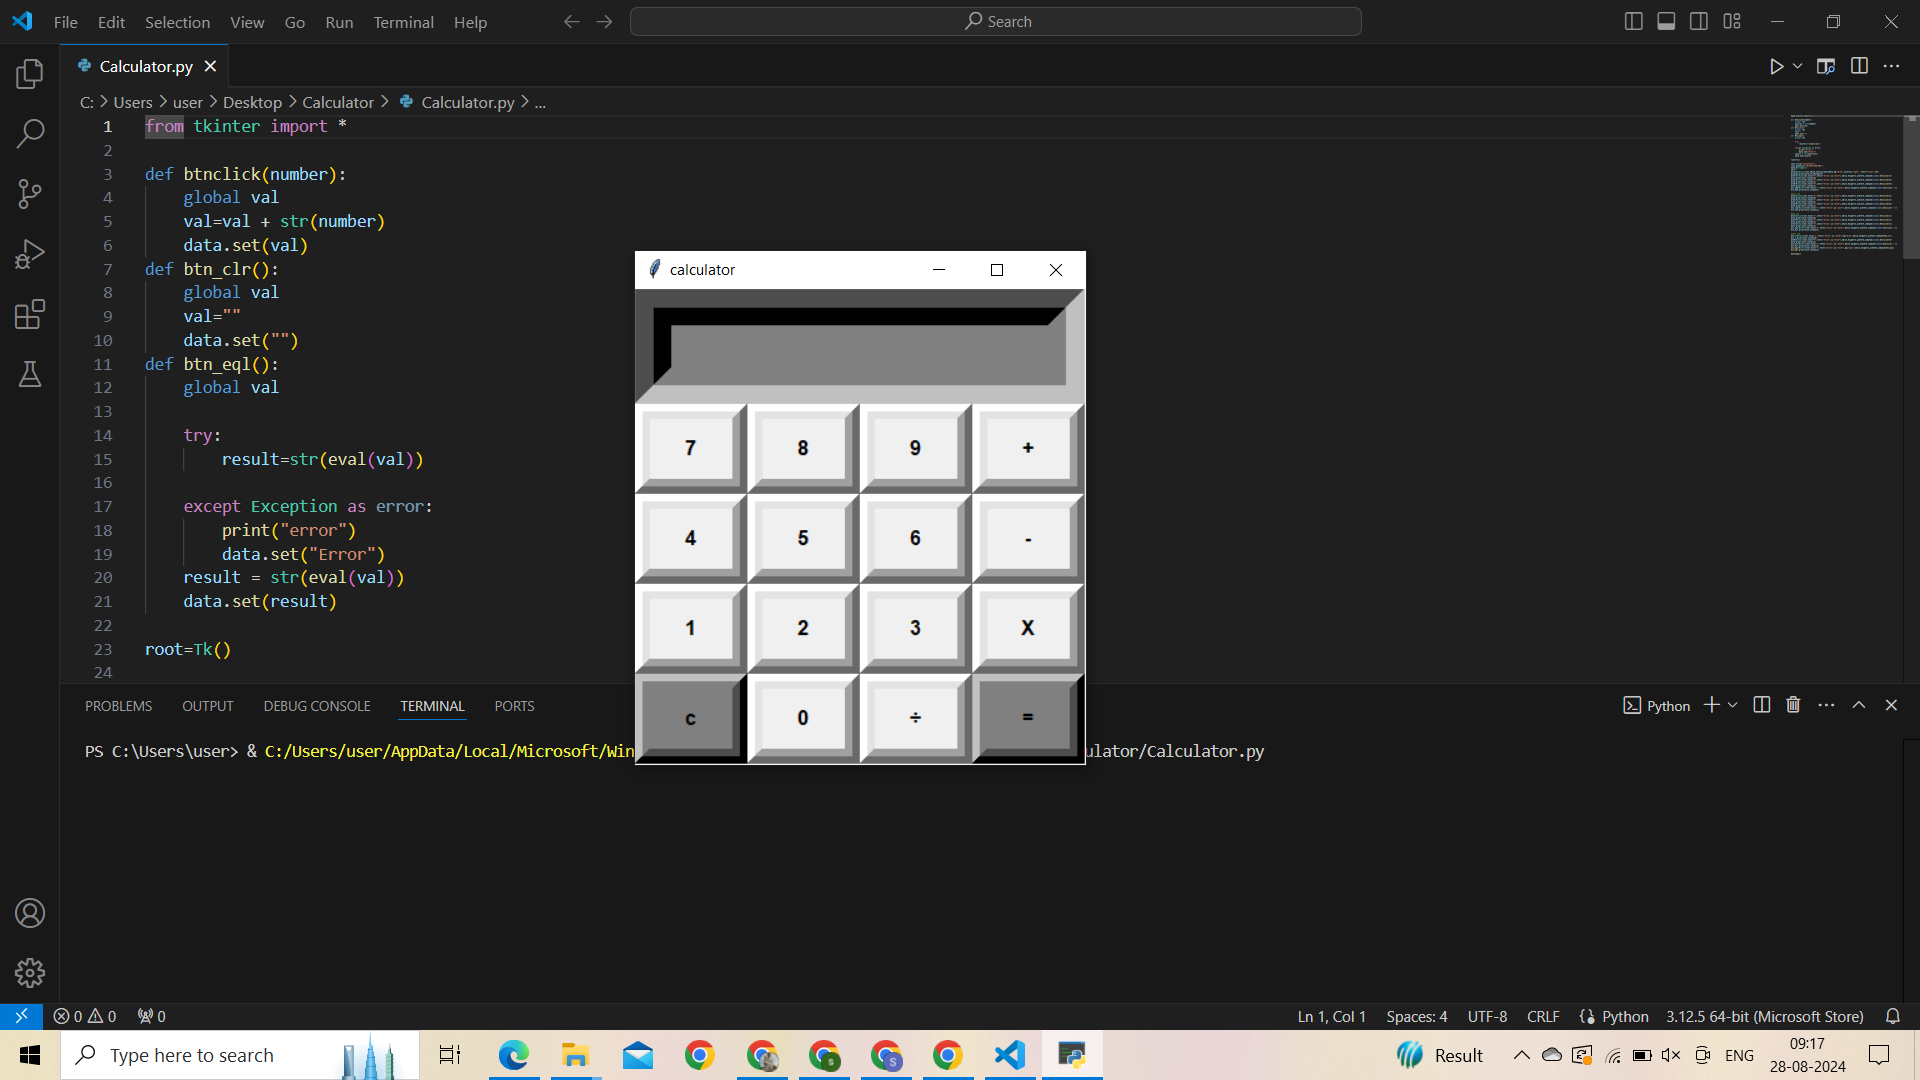 File Edit Selection View Go Run Terminal Help
Search
Calculator.py
C: > Users > user > Desktop > Calculator > Calculator.py > ...
1 from tkinter import *
2
3 def btnclick(number):
4 global val
5 val=val + str(number)
6 data.set(val)
7 def btn_clr():
8 global val
9 val=""
10 data.set("")
11 def btn_eql():
12 global val
13
14 try:
15 result=str(eval(val))
16
17 except Exception as error:
18 print("error")
19 data.set("Error")
20 result = str(eval(val))
21 data.set(result)
22
23 root=Tk()
24
calculator
7 8 9 +
4 5 6 -
1 2 3 X
c 0 ÷ =
PROBLEMS OUTPUT DEBUG CONSOLE TERMINAL PORTS
Python
PS C:\Users\user> & C:/Users/user/AppData/Local/Microsoft/Win ulator/Calculator.py
0 0 0
Ln 1, Col 1 Spaces: 4 UTF-8 CRLF Python 3.12.5 64-bit (Microsoft Store)
Type here to search
Result
ENG
09:17
28-08-2024